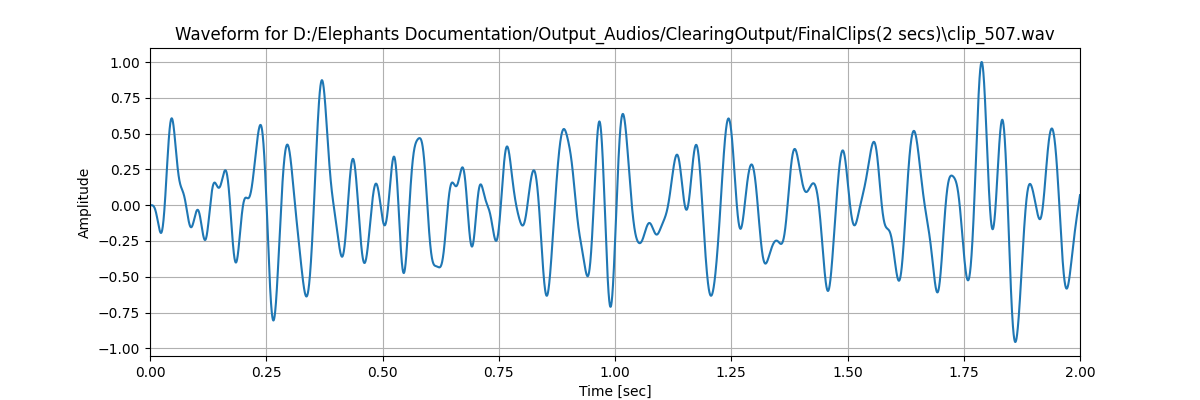 Waveform for D:/Elephants Documentation/Output_Audios/ClearingOutput/FinalClips(2 secs)\clip_507.wav
1.00
0.75
0.50
0.25
0.00
−0.25
−0.50
−0.75
−1.00
Amplitude
0.00 0.25 0.50 0.75 1.00 1.25 1.50 1.75 2.00
Time [sec]